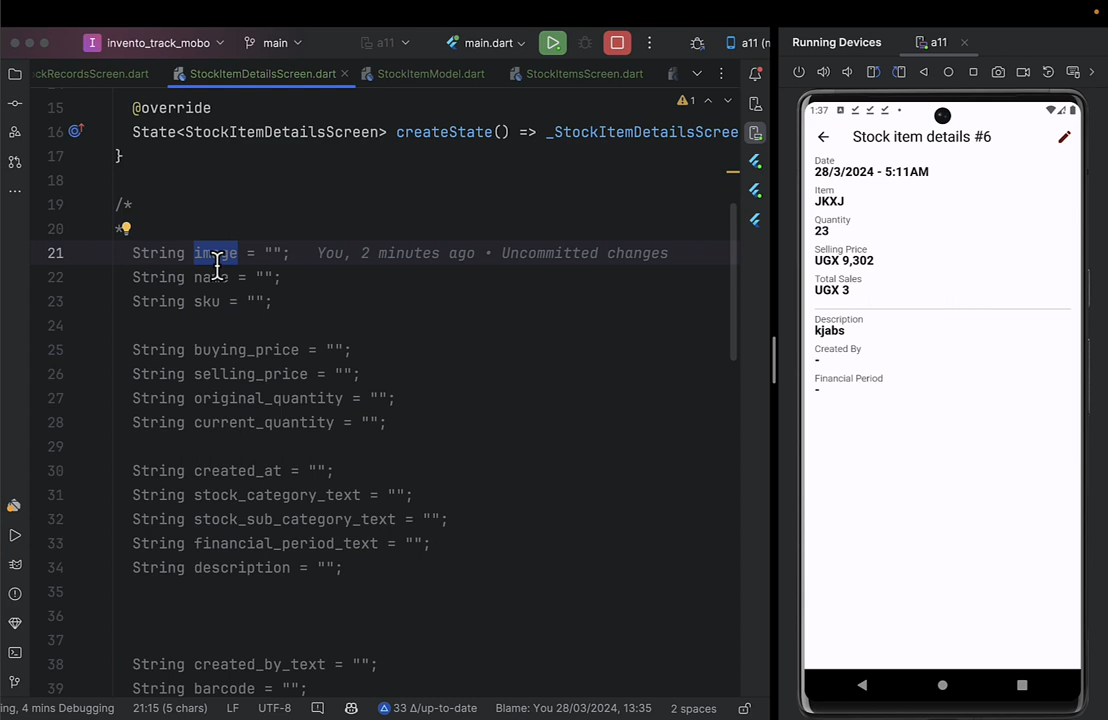 invento_track_mobo
main
a11
main.dart
a11 (n
Running Devices
a11
ckRecordsScreen.dart
StockItemDetailsScreen.dart
StockItemModel.dart
StockItemsScreen.dart
1
15 @override
16 State<StockItemDetailsScreen> createState() => _StockItemDetailsScree
17 }
18
19 /*
20 *
21 String image = ""; You, 2 minutes ago • Uncommitted changes
22 String name = "";
23 String sku = "";
24
25 String buying_price = "";
26 String selling_price = "";
27 String original_quantity = "";
28 String current_quantity = "";
29
30 String created_at = "";
31 String stock_category_text = "";
32 String stock_sub_category_text = "";
33 String financial_period_text = "";
34 String description = "";
35
36
37
38 String created_by_text = "";
39 String barcode = "";
ing, 4 mins Debugging
21:15 (5 chars)
LF
UTF-8
33 Δ/up-to-date
Blame: You 28/03/2024, 13:35
2 spaces
1:37
Stock item details #6
Date
28/3/2024 - 5:11AM
Item
JKXJ
Quantity
23
Selling Price
UGX 9,302
Total Sales
UGX 3
Description
kjabs
Created By
-
Financial Period
-